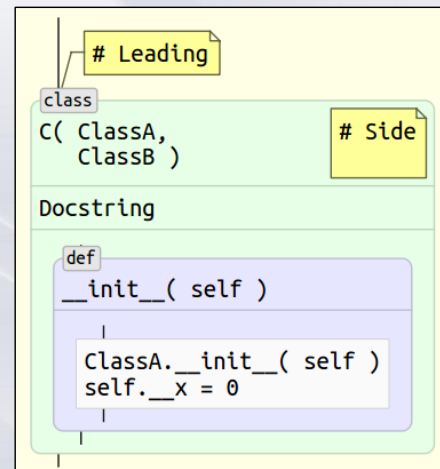 # Leading
class
C( ClassA,
ClassB )
# Side
Docstring
def
__init__( self )
ClassA.__init__( self )
self.__x = 0